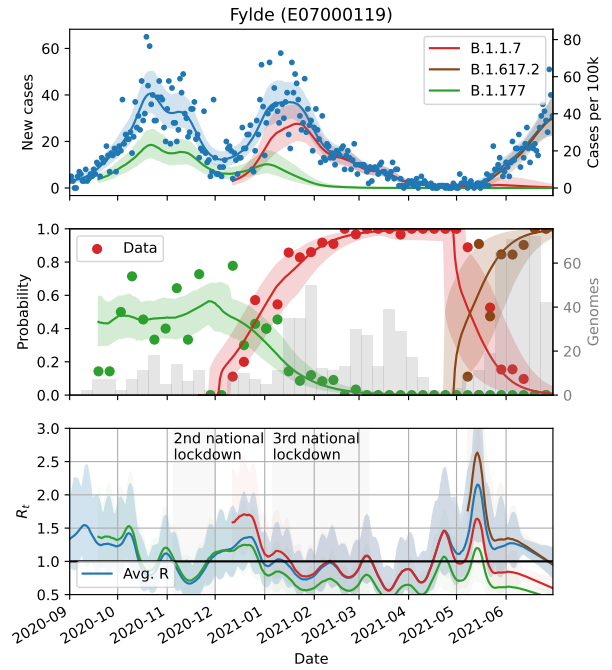 Fylde (E07000119)
New cases
60
40
20
0
B.1.1.7
B.1.617.2
B.1.177
80
60
40
20
0
Cases per 100k
Probability
1.0
0.8
0.6
0.4
0.2
0.0
Data
60
40
20
0
Genomes
R_t
3.0
2.5
2.0
1.5
1.0
0.5
2nd national
lockdown
3rd national
lockdown
Avg. R
2020-09
2020-10
2020-11
2020-12
2021-01
2021-02
2021-03
2021-04
2021-05
2021-06
Date